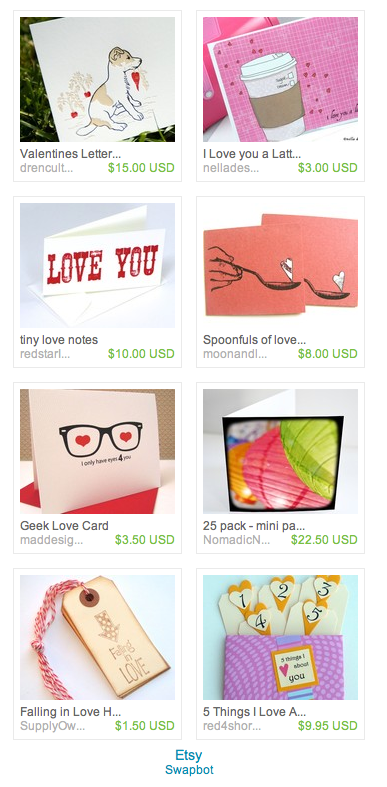 Valentines Letter...
drencult... $15.00 USD
I love you a l
I Love you a Latt...
nellades... $3.00 USD
LOVE YOU
tiny love notes
redstarl... $10.00 USD
Spoonfuls of love...
moonandl... $8.00 USD
I only have eyes 4 you
Geek Love Card
maddesig... $3.50 USD
25 pack - mini pa...
NomadicN... $22.50 USD
Falling
in
LOVE
Falling in Love H...
SupplyOw... $1.50 USD
1 2 3
4 5
5 things I
about
you
5 Things I Love A...
red4shor... $9.95 USD
Etsy
Swapbot